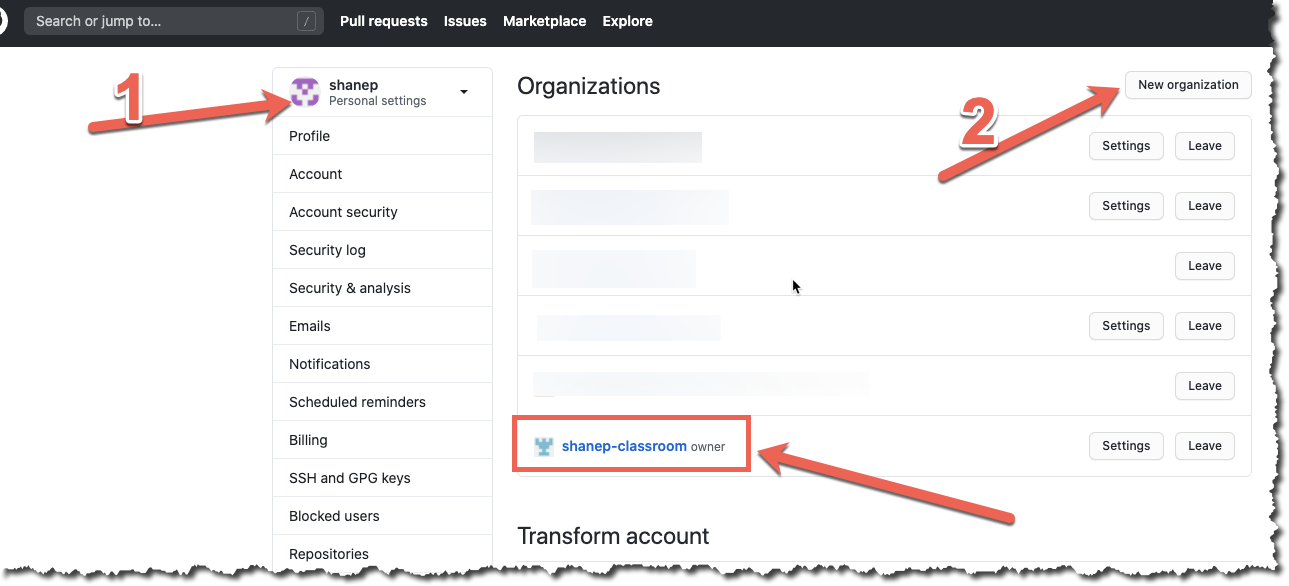 Search or jump to...
/
Pull requests
Issues
Marketplace
Explore
1
shanep
Personal settings
Profile
Account
Account security
Security log
Security & analysis
Emails
Notifications
Scheduled reminders
Billing
SSH and GPG keys
Blocked users
Repositories
Organizations
New organization
2
Settings
Leave
Settings
Leave
Leave
Settings
Leave
Leave
shanep-classroom owner
Settings
Leave
Transform account